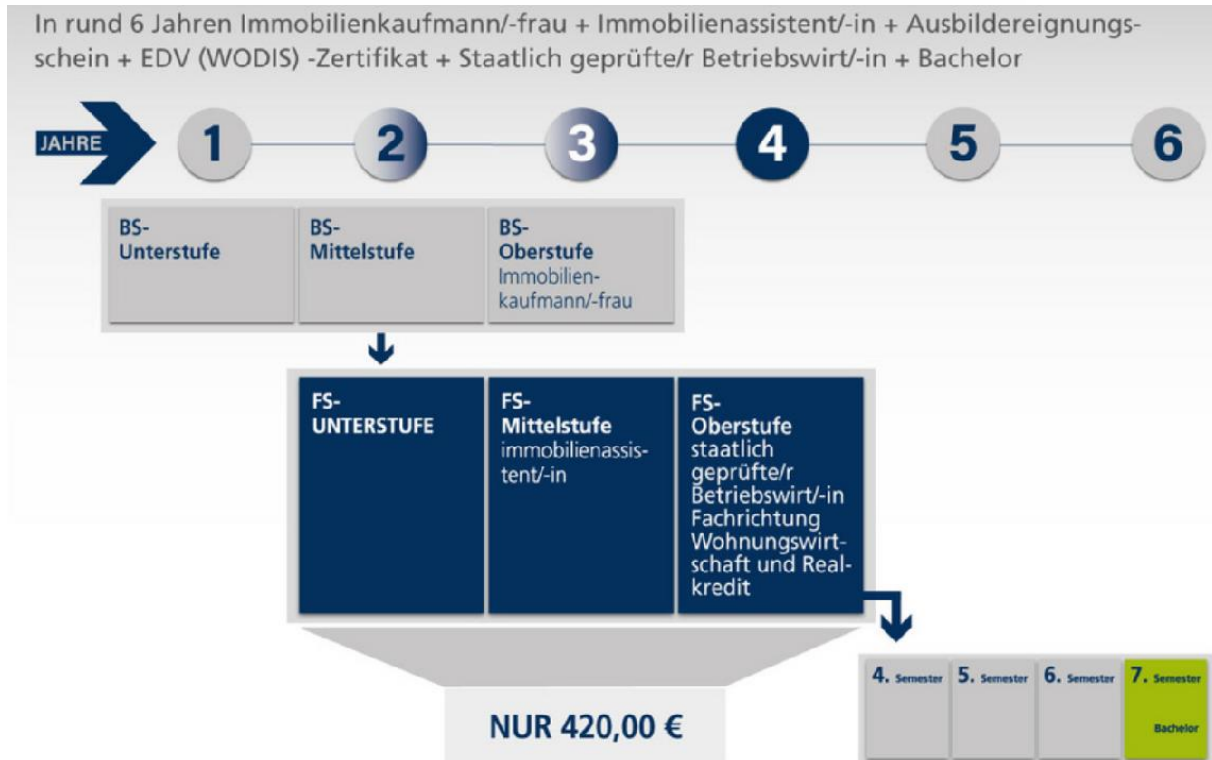 In rund 6 Jahren Immobilienkaufmann/-frau + Immobilienassistent/-in + Ausbildereignungs-
schein + EDV (WODIS) -Zertifikat + Staatlich geprüfte/r Betriebswirt/-in + Bachelor
JAHRE
1
2
3
4
5
6
BS-
Unterstufe
BS-
Mittelstufe
BS-
Oberstufe
Immobilien-
kaufmann/-frau
FS-
UNTERSTUFE
FS-
Mittelstufe
immobilienassis-
tent/-in
FS-
Oberstufe
staatlich
geprüfte/r
Betriebswirt/-in
Fachrichtung
Wohnungswirt-
schaft und Real-
kredit
4. Semester
5. Semester
6. Semester
7. Semester
Bachelor
NUR 420,00 €